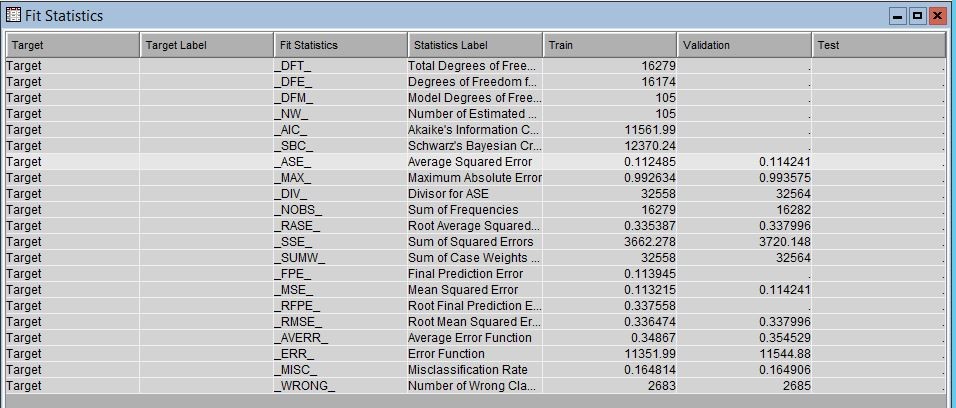 Fit Statistics
Target Target Label Fit Statistics Statistics Label Train Validation Test
Target _DFT_ Total Degrees of Free... 16279 . .
Target _DFE_ Degrees of Freedom f... 16174 . .
Target _DFM_ Model Degrees of Free... 105 . .
Target _NW_ Number of Estimated ... 105 . .
Target _AIC_ Akaike's Information C... 11561.99 . .
Target _SBC_ Schwarz's Bayesian Cr... 12370.24 . .
Target _ASE_ Average Squared Error 0.112485 0.114241 .
Target _MAX_ Maximum Absolute Error 0.992634 0.993575 .
Target _DIV_ Divisor for ASE 32558 32564 .
Target _NOBS_ Sum of Frequencies 16279 16282 .
Target _RASE_ Root Average Squared... 0.335387 0.337996 .
Target _SSE_ Sum of Squared Errors 3662.278 3720.148 .
Target _SUMW_ Sum of Case Weights ... 32558 32564 .
Target _FPE_ Final Prediction Error 0.113945 . .
Target _MSE_ Mean Squared Error 0.113215 0.114241 .
Target _RFPE_ Root Final Prediction E... 0.337558 . .
Target _RMSE_ Root Mean Squared Er... 0.336474 0.337996 .
Target _AVERR_ Average Error Function 0.34867 0.354529 .
Target _ERR_ Error Function 11351.99 11544.88 .
Target _MISC_ Misclassification Rate 0.164814 0.164906 .
Target _WRONG_ Number of Wrong Cla... 2683 2685 .